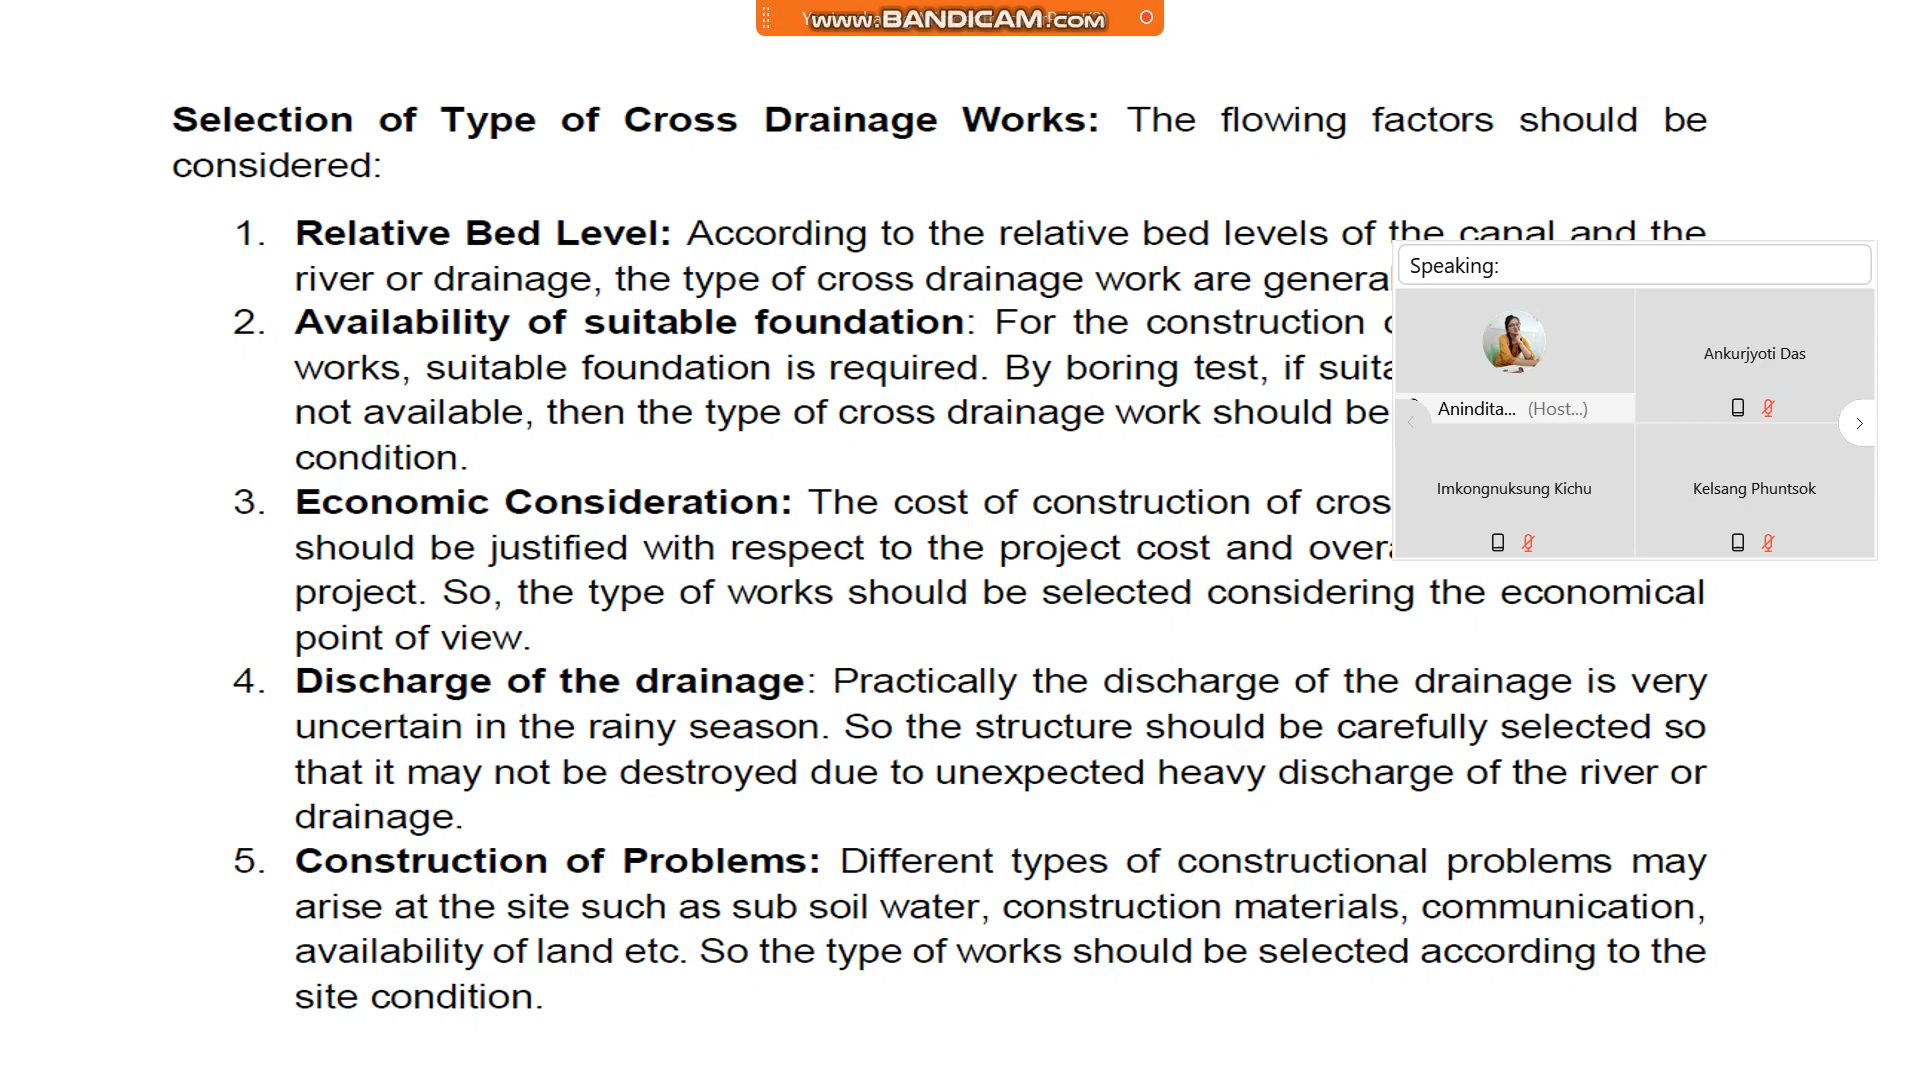 www.BANDICAM.com
Selection of Type of Cross Drainage Works: The flowing factors should be
considered:
1. Relative Bed Level: According to the relative bed levels of the canal and the
river or drainage, the type of cross drainage work are genera
2. Availability of suitable foundation: For the construction
works, suitable foundation is required. By boring test, if suita
not available, then the type of cross drainage work should be
condition.
3. Economic Consideration: The cost of construction of cros
should be justified with respect to the project cost and over
project. So, the type of works should be selected considering the economical
point of view.
4. Discharge of the drainage: Practically the discharge of the drainage is very
uncertain in the rainy season. So the structure should be carefully selected so
that it may not be destroyed due to unexpected heavy discharge of the river or
drainage.
5. Construction of Problems: Different types of constructional problems may
arise at the site such as sub soil water, construction materials, communication,
availability of land etc. So the type of works should be selected according to the
site condition.
Speaking:
Anindita... (Host...)
Ankurjyoti Das
Imkongnuksung Kichu
Kelsang Phuntsok